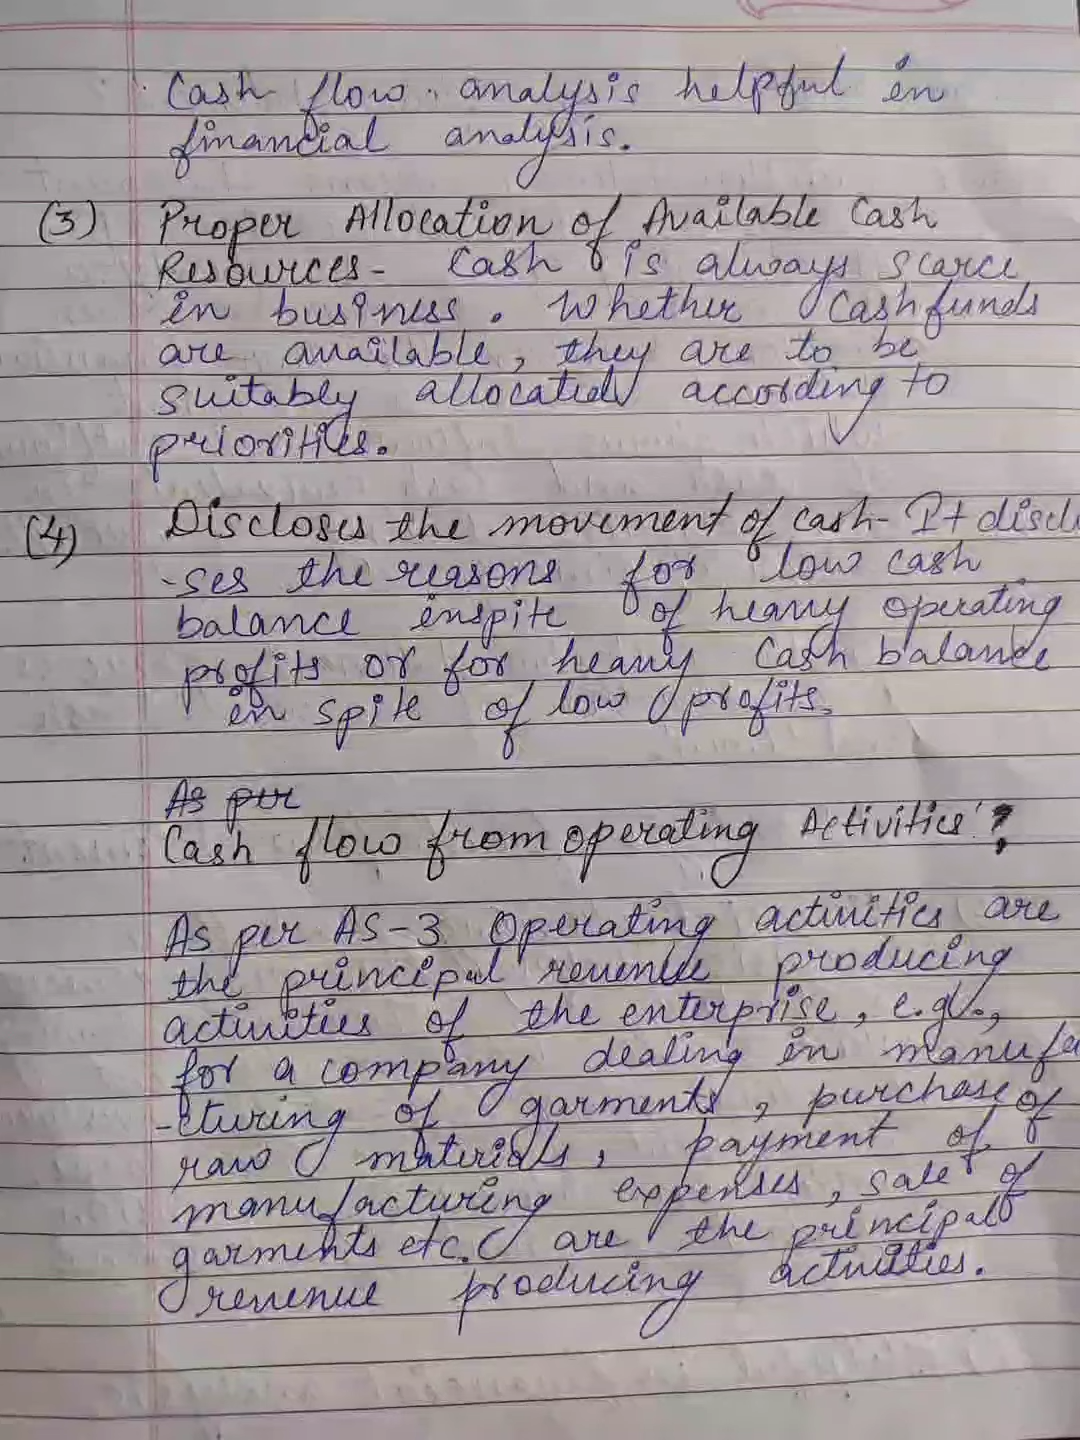 Cash flow analysis helpful in
financial analysis.
(3) Proper Allocation of Available Cash
Resources- Cash is always scarce
in business. Whether Cash funds
are available, they are to be
suitably allocated according to
priorities.
(4) Discloses the movement of cash- It disclo
-ses the reasons for low cash
balance inspite of heavy operating
profits or for heavy Cash balance
in spite of low profits.
As per
Cash flow from operating Activities?
As per AS-3 Operating activities are
the principal revenue producing
activities of the enterprise, e.g.,
for a company dealing in manufa
-cturing of garments, purchase of
raw materials, payment of
manufacturing expenses, sale of
garments etc. are the principal
revenue producing activities.